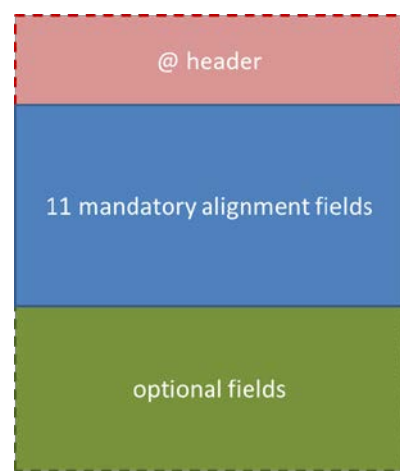 @ header
11 mandatory alignment fields
optional fields